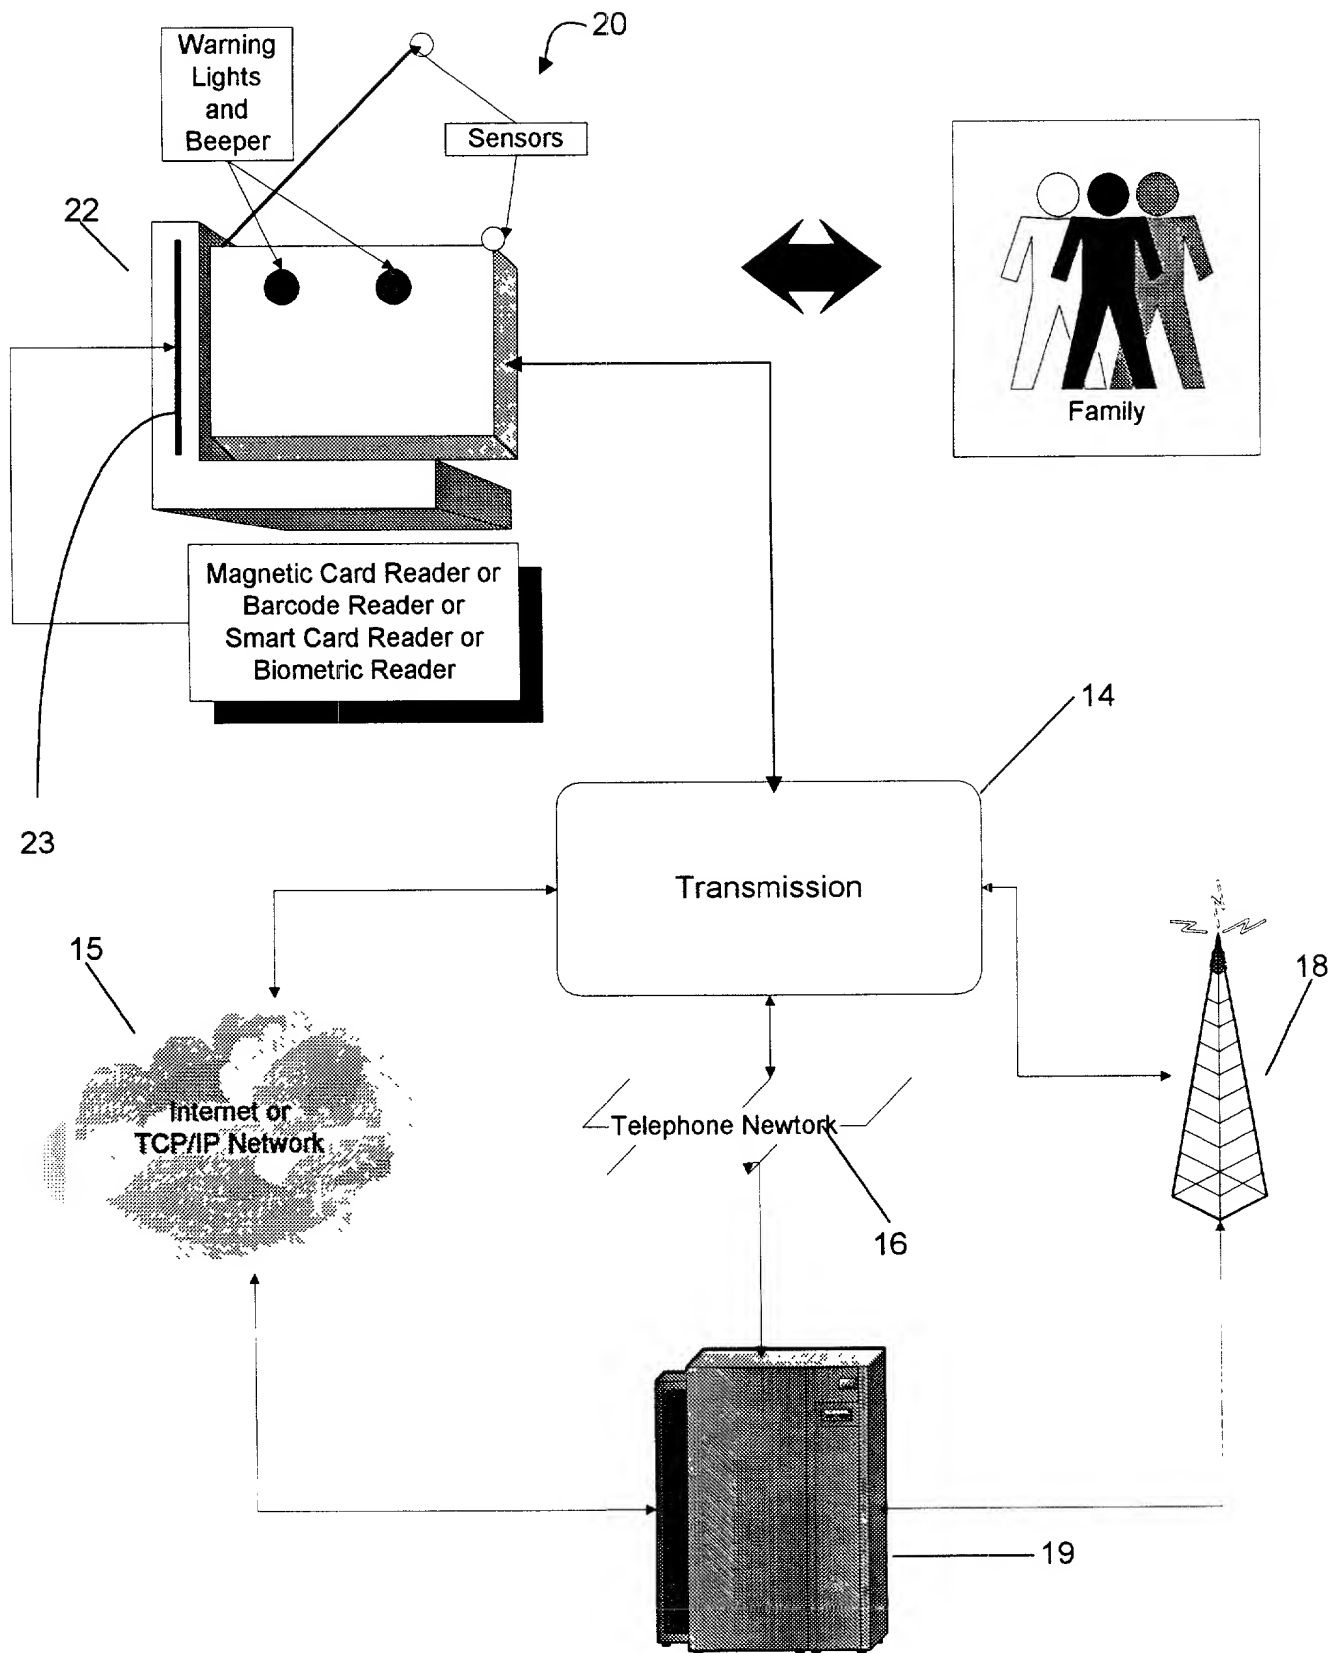 20
Warning
Lights
and
Beeper
Sensors
22
Family
Magnetic Card Reader or
Barcode Reader or
Smart Card Reader or
Biometric Reader
14
23
Transmission
15
18
Internet or
TCP/IP Network
Telephone Newtork
16
19